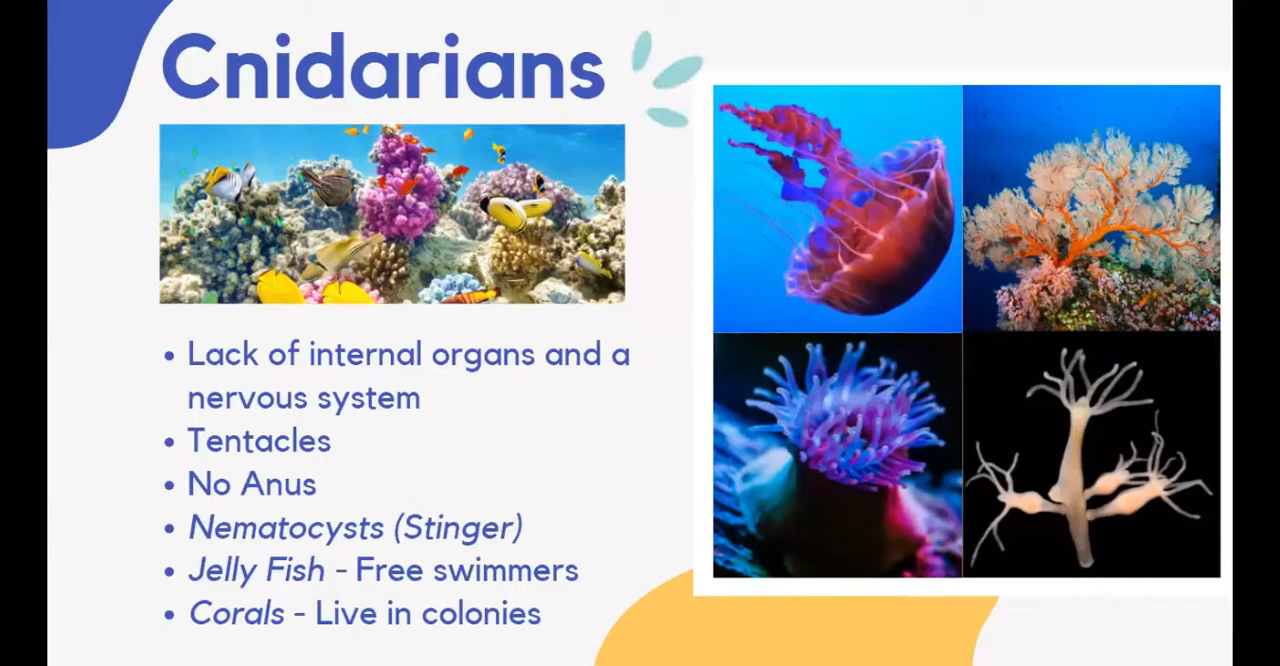 Cnidarians
• Lack of internal organs and a
nervous system
• Tentacles
• No Anus
• Nematocysts (Stinger)
• Jelly Fish - Free swimmers
• Corals - Live in colonies